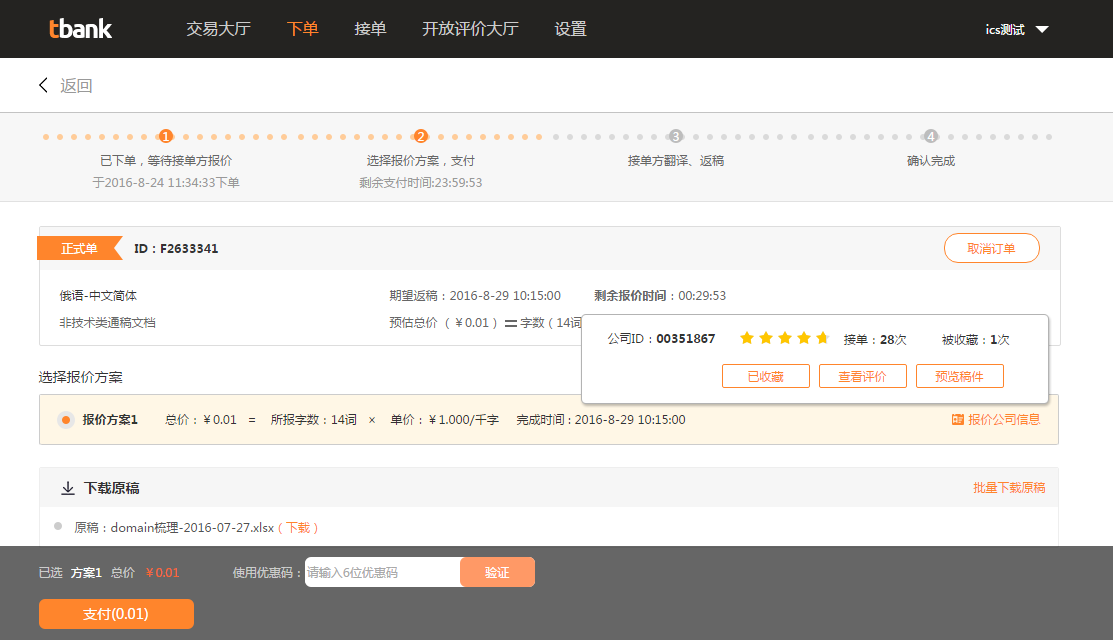 tbank 交易大厅 下单 接单 开放评价大厅 设置 ics测试
返回
1 2 3 4
已下单，等待接单方报价 选择报价方案，支付 接单方翻译、返稿 确认完成
于2016-8-24 11:34:33下单 剩余支付时间:23:59:53
正式单 ID：F2633341 取消订单
俄语-中文简体 期望返稿：2016-8-29 10:15:00 剩余报价时间：00:29:53
非技术类通稿文档 预估总价（￥0.01）＝字数（14词
公司ID：00351867 接单：28次 被收藏：1次
已收藏 查看评价 预览稿件
选择报价方案
报价方案1 总价：￥0.01 = 所报字数：14词 × 单价：￥1.000/千字 完成时间：2016-8-29 10:15:00 报价公司信息
下载原稿 批量下载原稿
原稿：domain梳理-2016-07-27.xlsx（下载）
已选 方案1 总价 ￥0.01 使用优惠码：请输入6位优惠码 验证
支付(0.01)